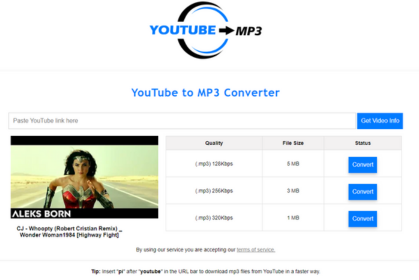 YOUTUBE MP3
YouTube to MP3 Converter
Paste YouTube link here
Get Video Info
Quality File Size Status
(.mp3) 128Kbps 5 MB Convert
(.mp3) 256Kbps 3 MB Convert
(.mp3) 320Kbps 1 MB Convert
ALEKS BORN
CJ - Whoopty (Robert Cristian Remix) _
Wonder Woman1984 [Highway Fight]
By using our service you are accepting our terms of service.
Tip: Insert "pi" after "youtube" in the URL bar to download mp3 files from YouTube in a faster way.